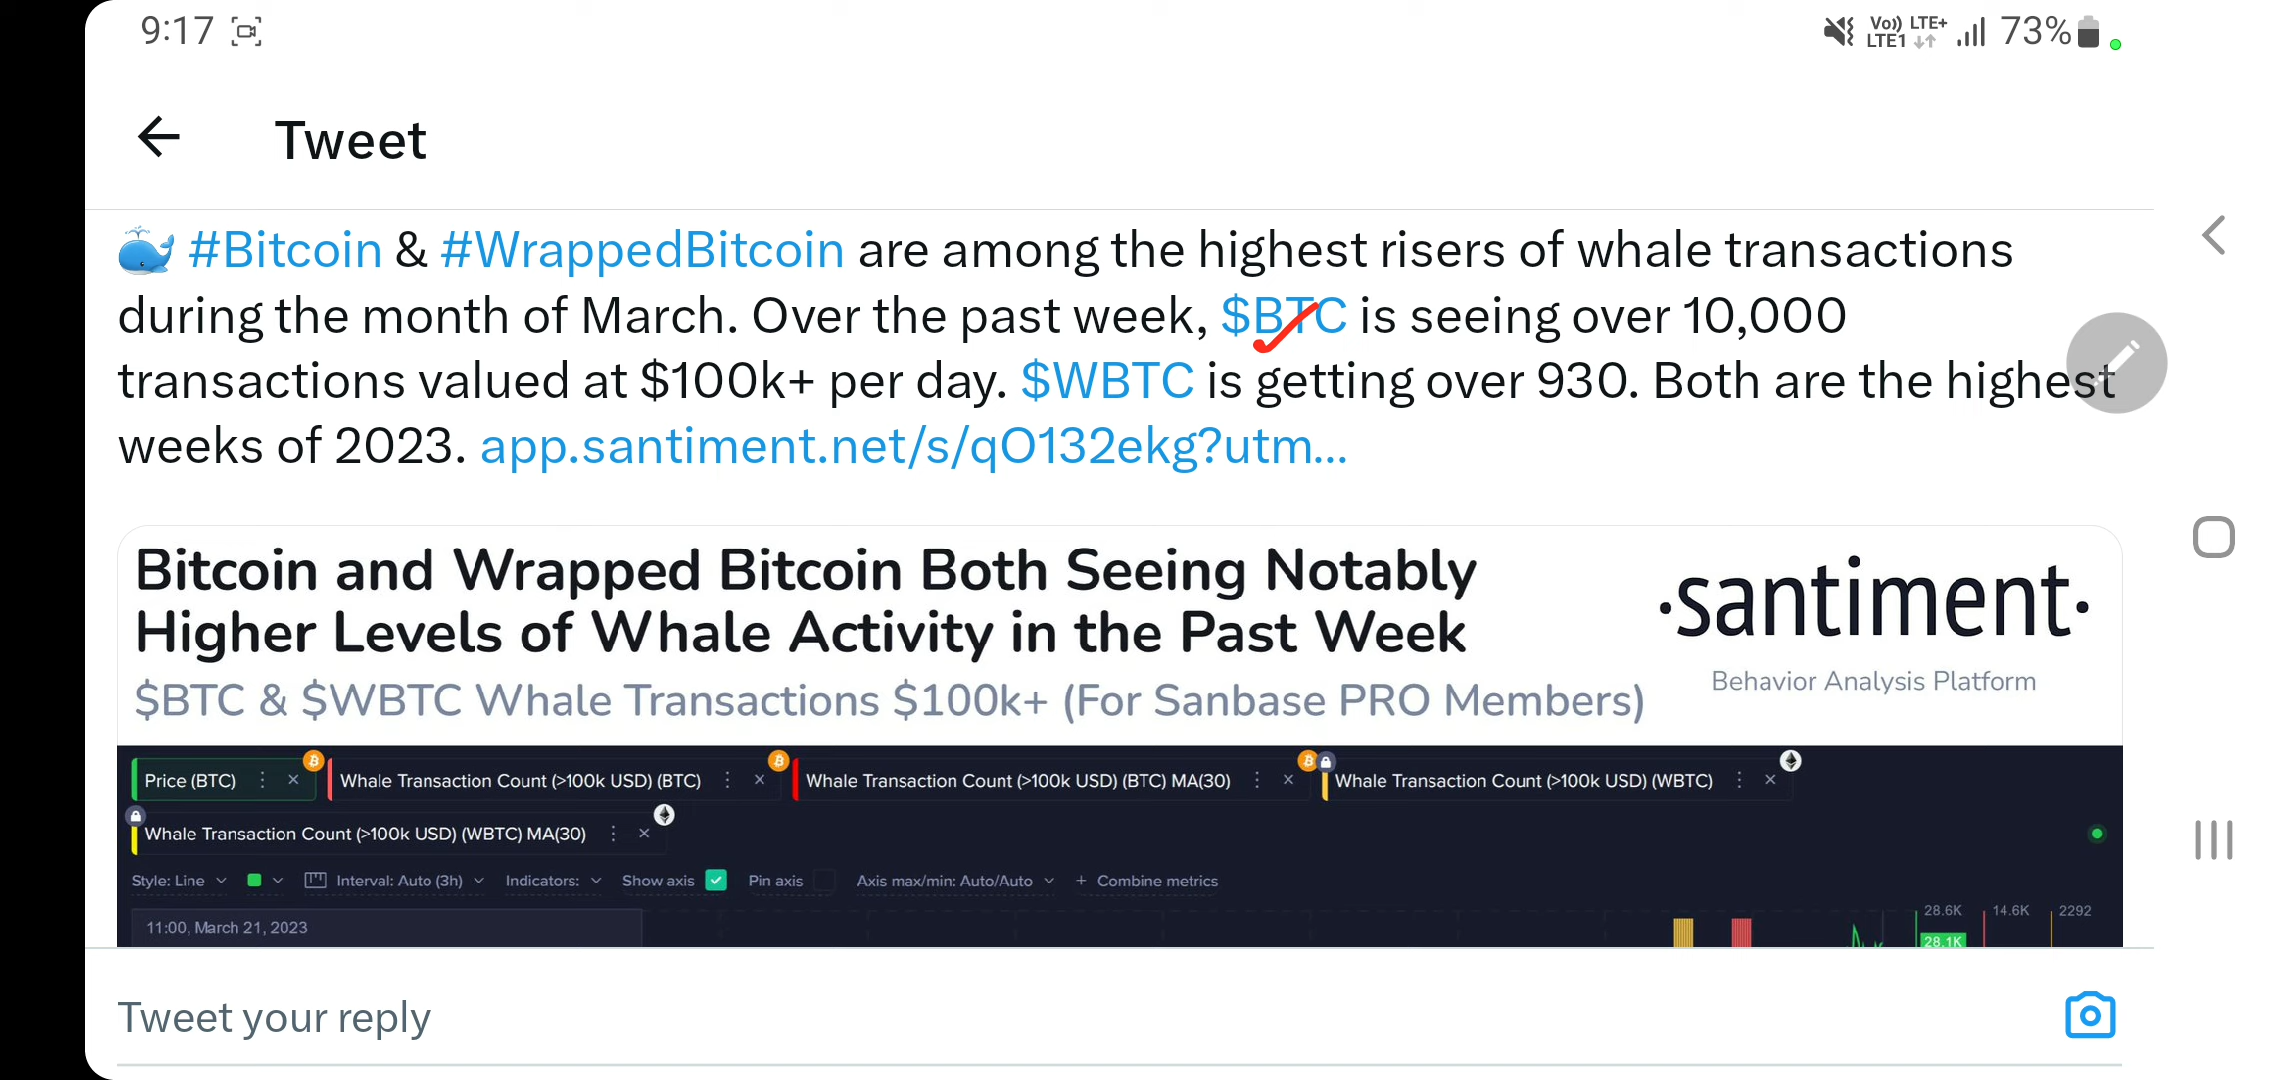 9:17
Vo)) LTE+
LTE1
73%
Tweet
#Bitcoin & #WrappedBitcoin are among the highest risers of whale transactions
during the month of March. Over the past week, $BTC is seeing over 10,000
transactions valued at $100k+ per day. $WBTC is getting over 930. Both are the highest
weeks of 2023. app.santiment.net/s/qO132ekg?utm...
Bitcoin and Wrapped Bitcoin Both Seeing Notably
Higher Levels of Whale Activity in the Past Week
$BTC & $WBTC Whale Transactions $100k+ (For Sanbase PRO Members)
·santiment·
Behavior Analysis Platform
Price (BTC)
Whale Transaction Count (>100k USD) (BTC)
Whale Transaction Count (>100k USD) (BTC) MA(30)
Whale Transaction Count (>100k USD) (WBTC)
Whale Transaction Count (>100k USD) (WBTC) MA(30)
Style: Line
Interval: Auto (3h)
Indicators:
Show axis
Pin axis
Axis max/min: Auto/Auto
+ Combine metrics
11:00, March 21, 2023
28.6K
14.6K
2292
28.1K
Tweet your reply